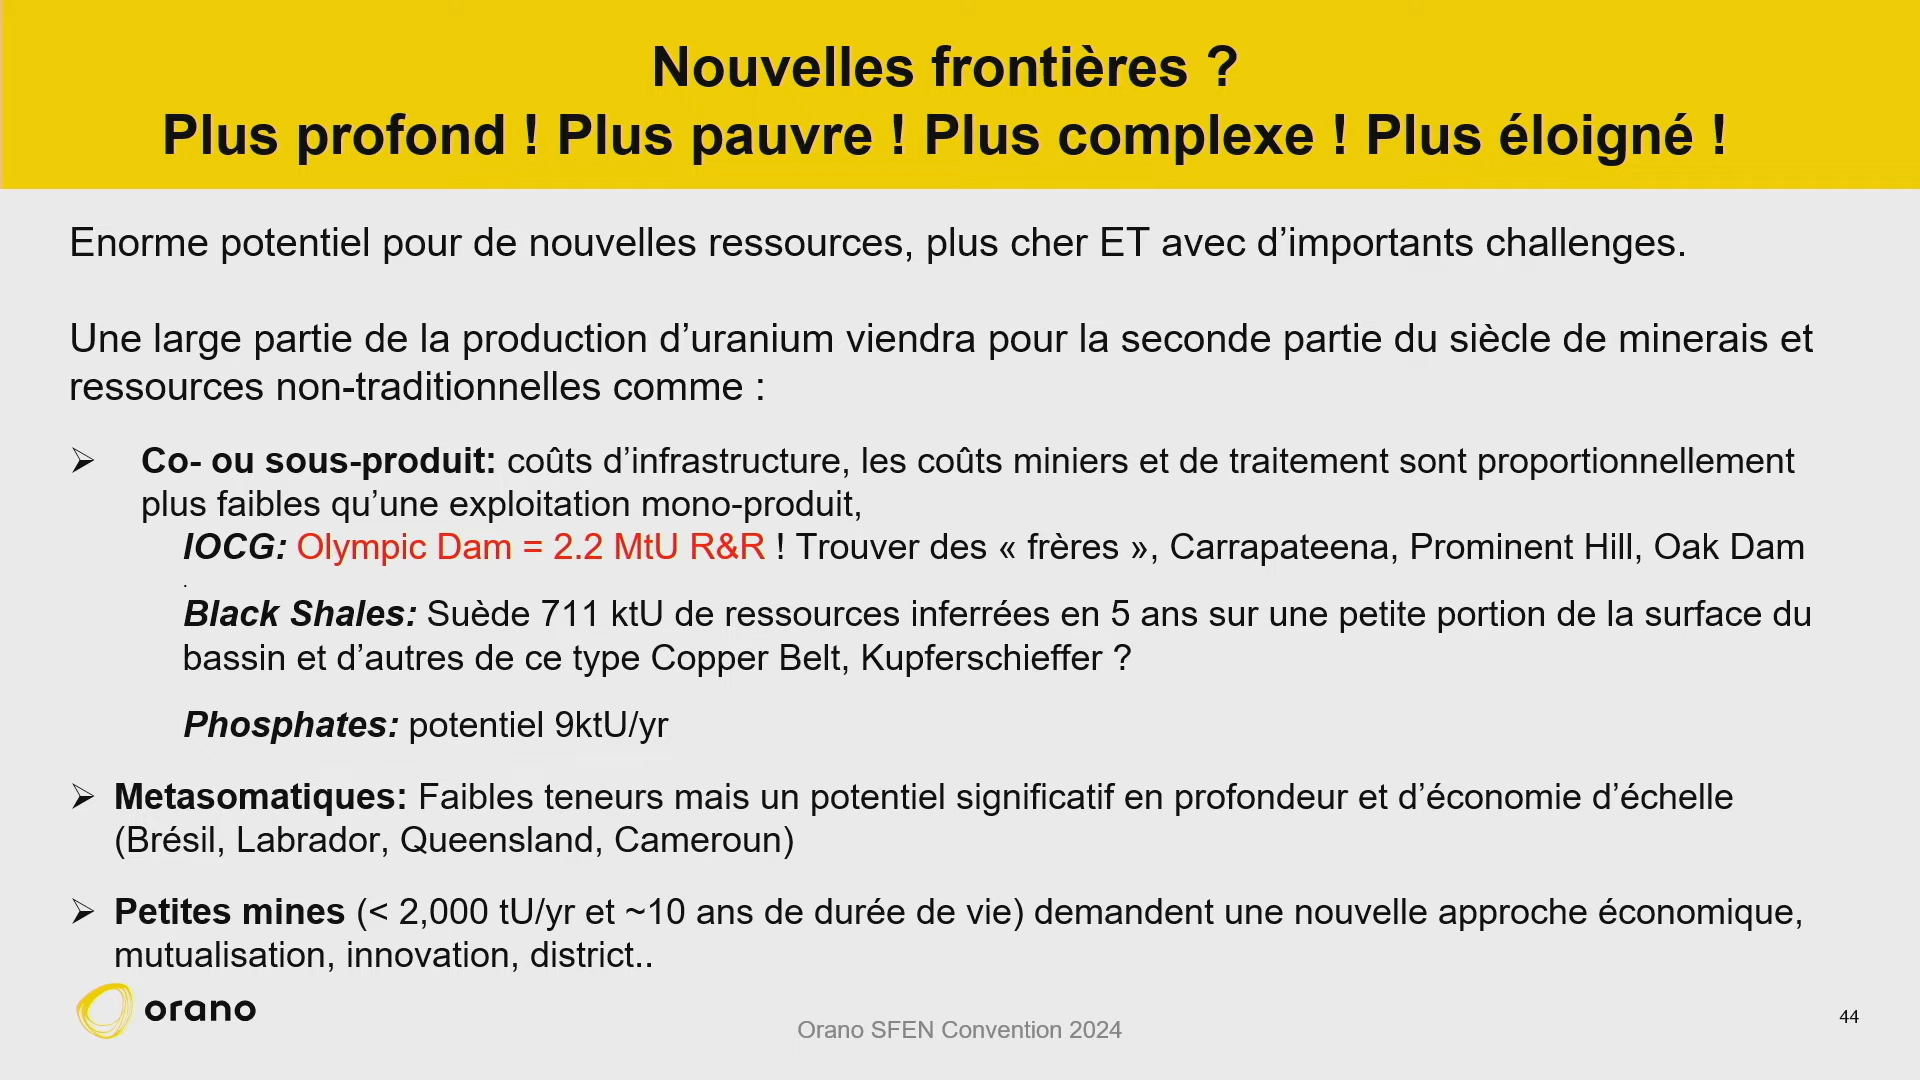 Nouvelles frontières ?
Plus profond ! Plus pauvre ! Plus complexe ! Plus éloigné !
Enorme potentiel pour de nouvelles ressources, plus cher ET avec d’importants challenges.
Une large partie de la production d’uranium viendra pour la seconde partie du siècle de minerais et
ressources non-traditionnelles comme :
➢ Co- ou sous-produit: coûts d’infrastructure, les coûts miniers et de traitement sont proportionnellement
plus faibles qu’une exploitation mono-produit,
IOCG: Olympic Dam = 2.2 MtU R&R ! Trouver des « frères », Carrapateena, Prominent Hill, Oak Dam
.
Black Shales: Suède 711 ktU de ressources inferrées en 5 ans sur une petite portion de la surface du
bassin et d’autres de ce type Copper Belt, Kupferschieffer ?
Phosphates: potentiel 9ktU/yr
➢ Metasomatiques: Faibles teneurs mais un potentiel significatif en profondeur et d’économie d’échelle
(Brésil, Labrador, Queensland, Cameroun)
➢ Petites mines (< 2,000 tU/yr et ~10 ans de durée de vie) demandent une nouvelle approche économique,
mutualisation, innovation, district..
orano
Orano SFEN Convention 2024
44